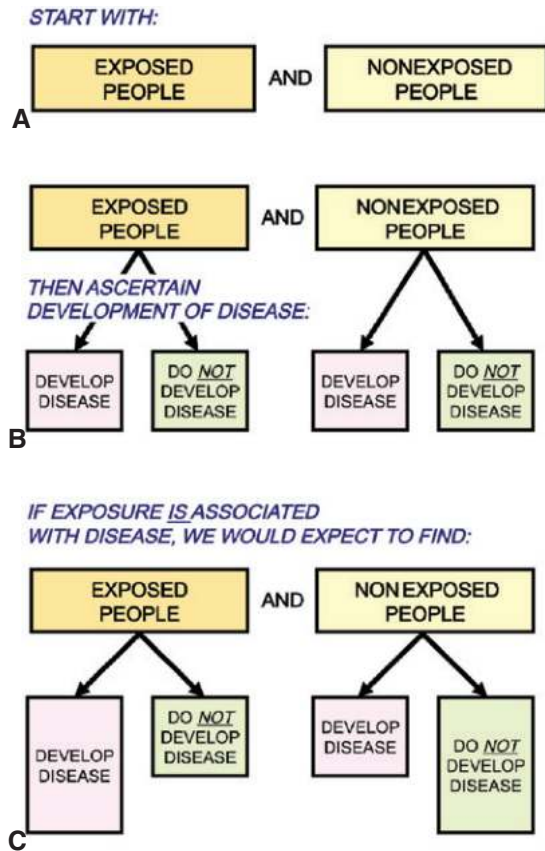 START WITH:
EXPOSED
PEOPLE
AND
NONEXPOSED
PEOPLE
A
EXPOSED
PEOPLE
AND
NONEXPOSED
PEOPLE
THEN ASCERTAIN
DEVELOPMENT OF DISEASE:
DEVELOP
DISEASE
DO NOT
DEVELOP
DISEASE
DEVELOP
DISEASE
DO NOT
DEVELOP
DISEASE
B
IF EXPOSURE IS ASSOCIATED
WITH DISEASE, WE WOULD EXPECT TO FIND:
EXPOSED
PEOPLE
AND
NONEXPOSED
PEOPLE
DEVELOP
DISEASE
DO NOT
DEVELOP
DISEASE
DEVELOP
DISEASE
DO NOT
DEVELOP
DISEASE
C